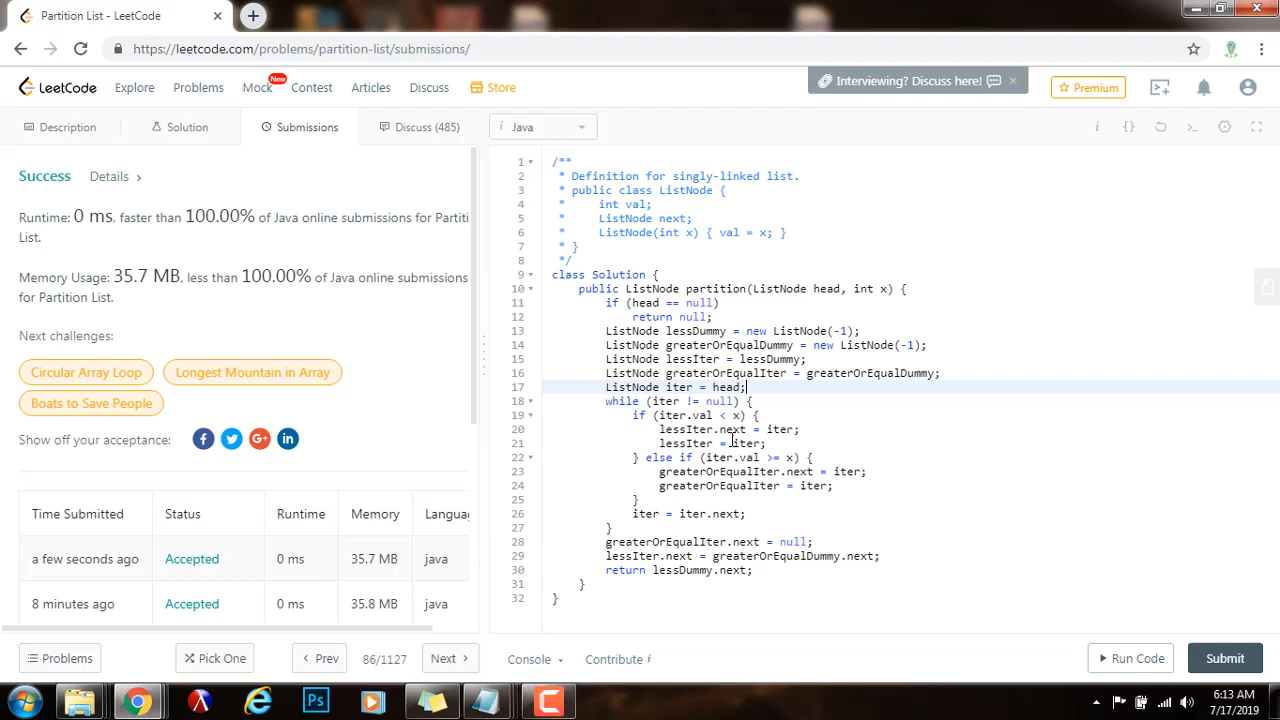 Partition List - LeetCode
https://leetcode.com/problems/partition-list/submissions/
LeetCode Explore Problems Mock New Contest Articles Discuss Store
Interviewing? Discuss here!
Premium
Description Solution Submissions Discuss (485)
Java
Success Details
Runtime: 0 ms, faster than 100.00% of Java online submissions for Partiti
List.
Memory Usage: 35.7 MB, less than 100.00% of Java online submissions
for Partition List.
Next challenges:
Circular Array Loop Longest Mountain in Array
Boats to Save People
Show off your acceptance:
Time Submitted Status Runtime Memory Languag
a few seconds ago Accepted 0 ms 35.7 MB java
8 minutes ago Accepted 0 ms 35.8 MB java
1 /**
2 * Definition for singly-linked list.
3 * public class ListNode {
4 *     int val;
5 *     ListNode next;
6 *     ListNode(int x) { val = x; }
7 * }
8 */
9 class Solution {
10     public ListNode partition(ListNode head, int x) {
11         if (head == null)
12             return null;
13         ListNode lessDummy = new ListNode(-1);
14         ListNode greaterOrEqualDummy = new ListNode(-1);
15         ListNode lessIter = lessDummy;
16         ListNode greaterOrEqualIter = greaterOrEqualDummy;
17         ListNode iter = head;
18         while (iter != null) {
19             if (iter.val < x) {
20                 lessIter.next = iter;
21                 lessIter = iter;
22             } else if (iter.val >= x) {
23                 greaterOrEqualIter.next = iter;
24                 greaterOrEqualIter = iter;
25             }
26             iter = iter.next;
27         }
28         greaterOrEqualIter.next = null;
29         lessIter.next = greaterOrEqualDummy.next;
30         return lessDummy.next;
31     }
32 }
Problems Pick One Prev 86/1127 Next Console Contribute Run Code Submit
6:13 AM
7/17/2019